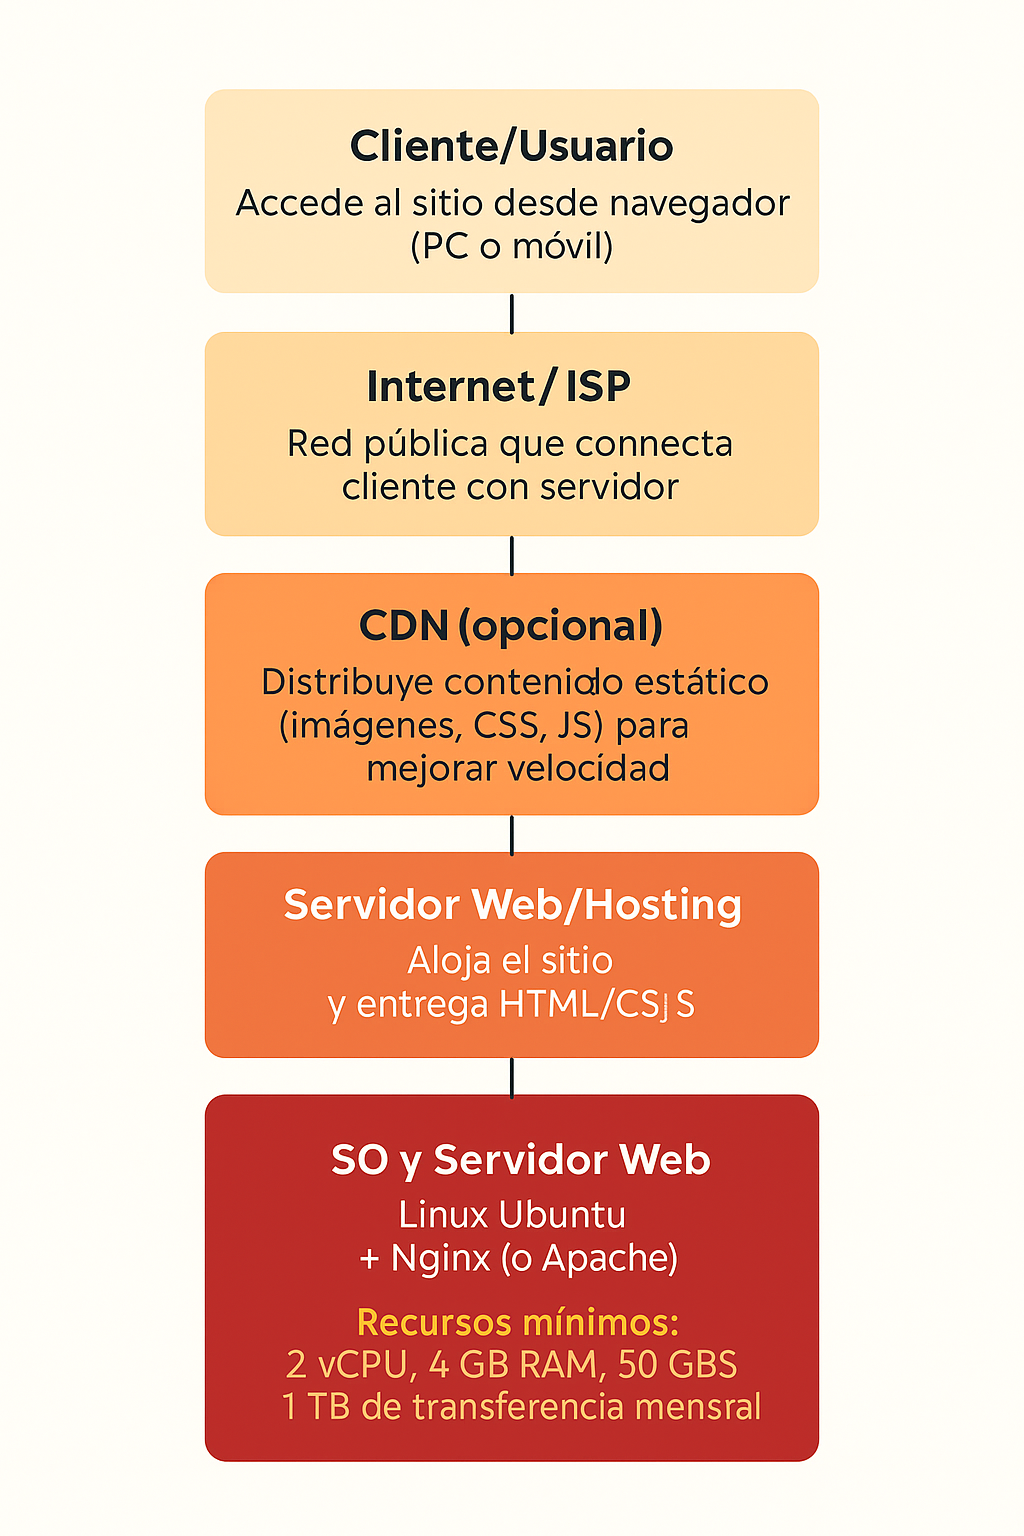 Cliente/Usuario
Accede al sitio desde navegador
(PC o móvil)
Internet/ISP
Red pública que connecta
cliente con servidor
CDN (opcional)
Distribuye contenido estático
(imágenes, CSS, JS) para
mejorar velocídad
Servidor Web/Hosting
Aloja el sitio
y entrega HTML/CSjS
SO y Servidor Web
Linux Ubuntu
+ Nginx (o Apache)
Recursos mínimos:
2 vCPU, 4 GB RAM, 50 GBS
1 TB de transferencia mensral